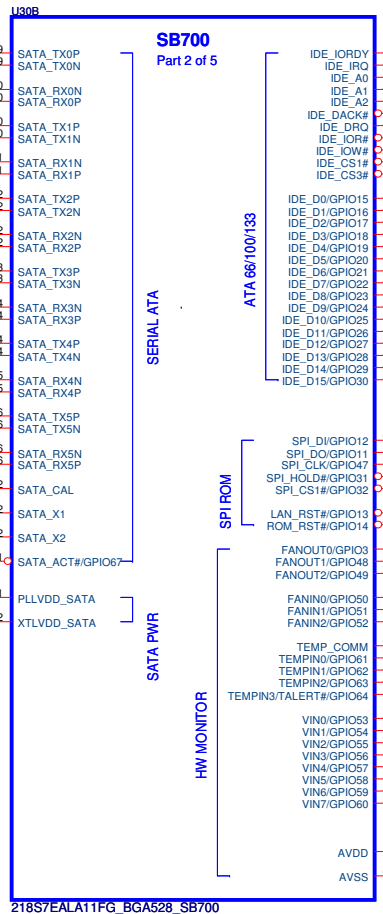 U30B
SB700
Part 2 of 5
SATA_TX0P
SATA_TX0N
SATA_RX0N
SATA_RX0P
SATA_TX1P
SATA_TX1N
SATA_RX1N
SATA_RX1P
SATA_TX2P
SATA_TX2N
SATA_RX2N
SATA_RX2P
SATA_TX3P
SATA_TX3N
SATA_RX3N
SATA_RX3P
SATA_TX4P
SATA_TX4N
SATA_RX4N
SATA_RX4P
SATA_TX5P
SATA_TX5N
SATA_RX5N
SATA_RX5P
SATA_CAL
SATA_X1
SATA_X2
SATA_ACT#/GPIO67
SERIAL ATA
PLLVDD_SATA
XTLVDD_SATA
SATA PWR
ATA 66/100/133
IDE_IORDY
IDE_IRQ
IDE_A0
IDE_A1
IDE_A2
IDE_DACK#
IDE_DRQ
IDE_IOR#
IDE_IOW#
IDE_CS1#
IDE_CS3#
IDE_D0/GPIO15
IDE_D1/GPIO16
IDE_D2/GPIO17
IDE_D3/GPIO18
IDE_D4/GPIO19
IDE_D5/GPIO20
IDE_D6/GPIO21
IDE_D7/GPIO22
IDE_D8/GPIO23
IDE_D9/GPIO24
IDE_D10/GPIO25
IDE_D11/GPIO26
IDE_D12/GPIO27
IDE_D13/GPIO28
IDE_D14/GPIO29
IDE_D15/GPIO30
SPI ROM
SPI_DI/GPIO12
SPI_DO/GPIO11
SPI_CLK/GPIO47
SPI_HOLD#/GPIO31
SPI_CS1#/GPIO32
LAN_RST#/GPIO13
ROM_RST#/GPIO14
HW MONITOR
FANOUT0/GPIO3
FANOUT1/GPIO48
FANOUT2/GPIO49
FANIN0/GPIO50
FANIN1/GPIO51
FANIN2/GPIO52
TEMP_COMM
TEMPIN0/GPIO61
TEMPIN1/GPIO62
TEMPIN2/GPIO63
TEMPIN3/TALERT#/GPIO64
VIN0/GPIO53
VIN1/GPIO54
VIN2/GPIO55
VIN3/GPIO56
VIN4/GPIO57
VIN5/GPIO58
VIN6/GPIO59
VIN7/GPIO60
AVDD
AVSS
218S7EALA11FG_BGA528_SB700